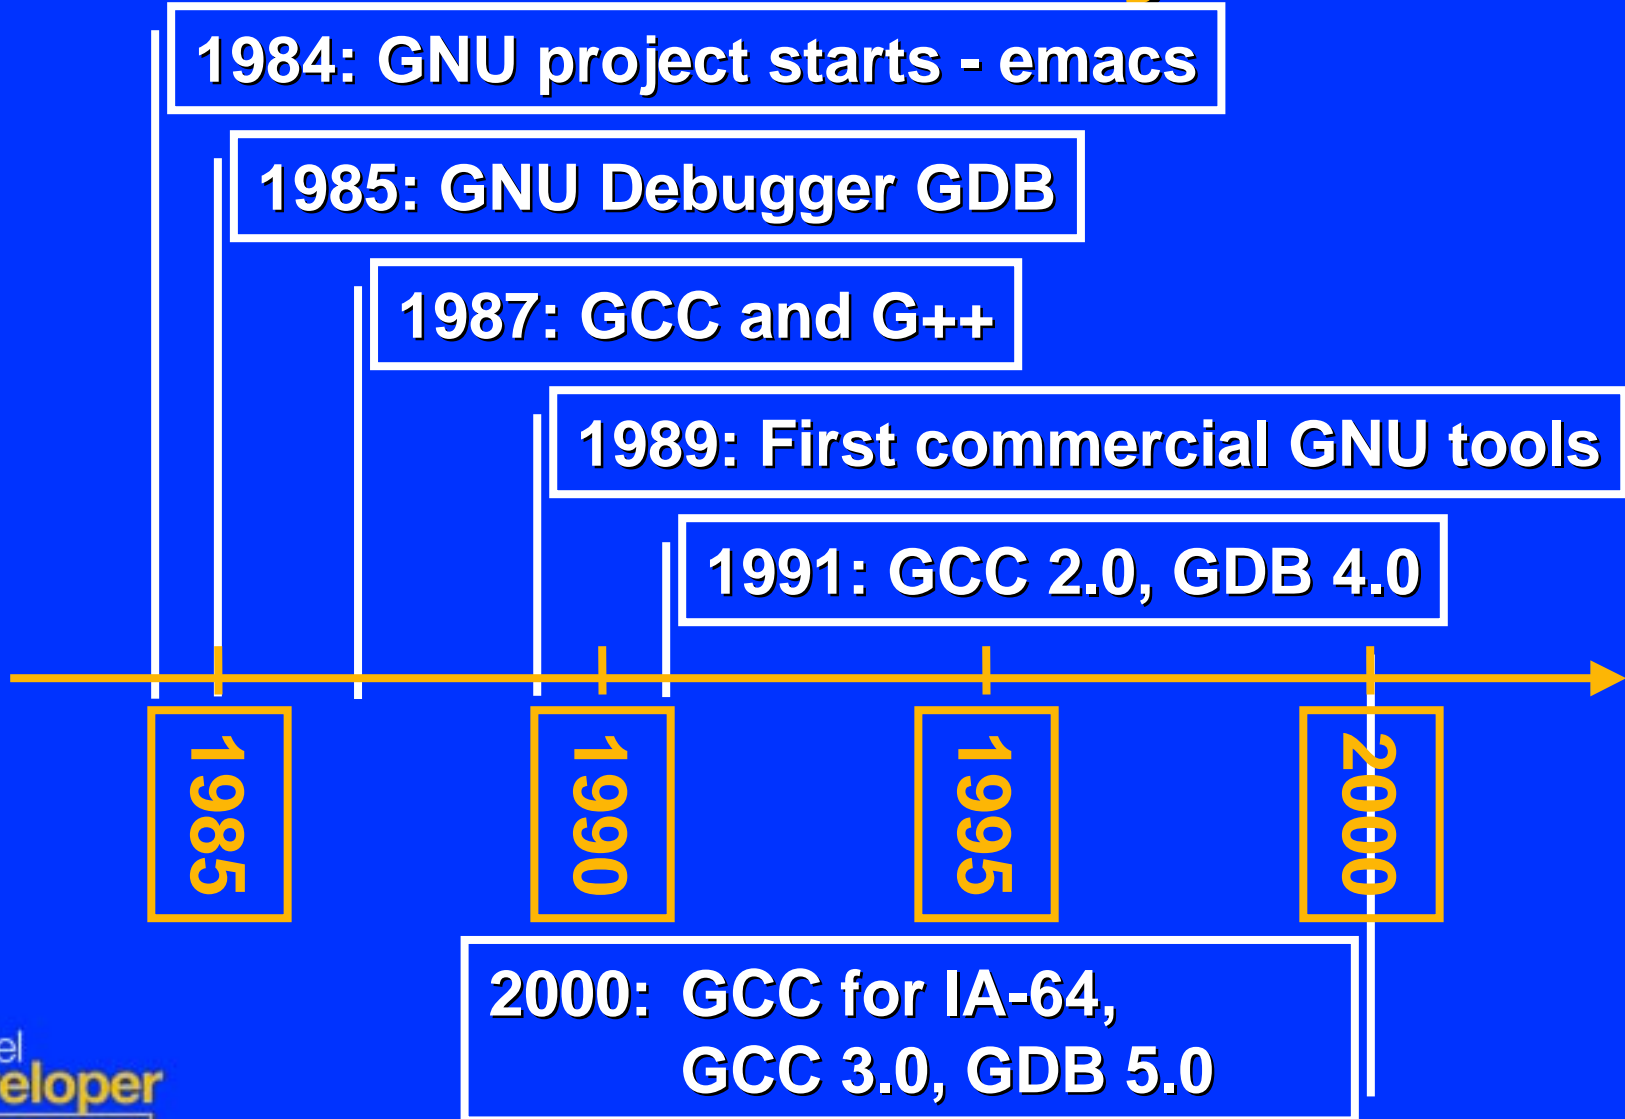 1984: GNU project starts - emacs
1985: GNU Debugger GDB
1987: GCC and G++
1989: First commercial GNU tools
1991: GCC 2.0, GDB 4.0
1985
1990
1995
2000
2000: GCC for IA-64,
GCC 3.0, GDB 5.0
el
eloper